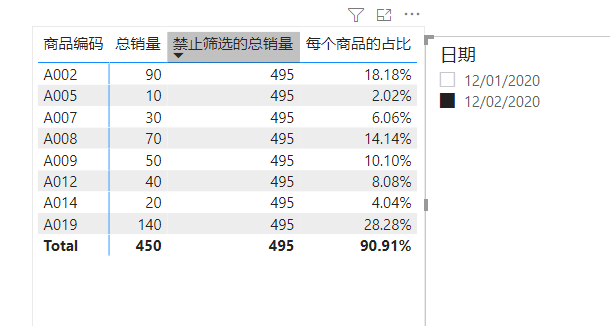 商品编码 总销量 禁止筛选的总销量 每个商品的占比
A002 90 495 18.18%
A005 10 495 2.02%
A007 30 495 6.06%
A008 70 495 14.14%
A009 50 495 10.10%
A012 40 495 8.08%
A014 20 495 4.04%
A019 140 495 28.28%
Total 450 495 90.91%
日期
12/01/2020
12/02/2020